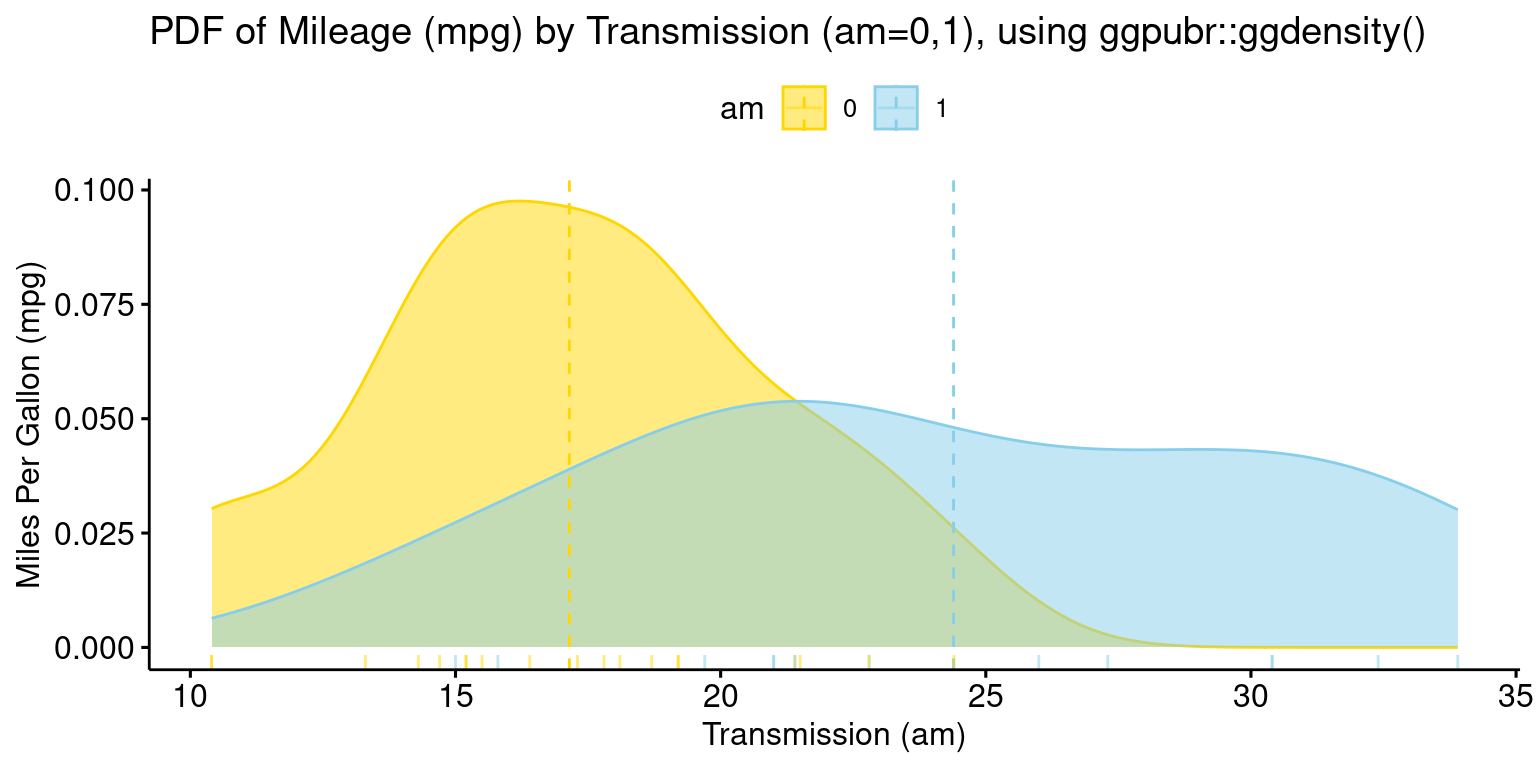 PDF of Mileage (mpg) by Transmission (am=0,1), using ggpubr::ggdensity()
am 0 1
Miles Per Gallon (mpg)
0.100
0.075
0.050
0.025
0.000
10 15 20 25 30 35
Transmission (am)